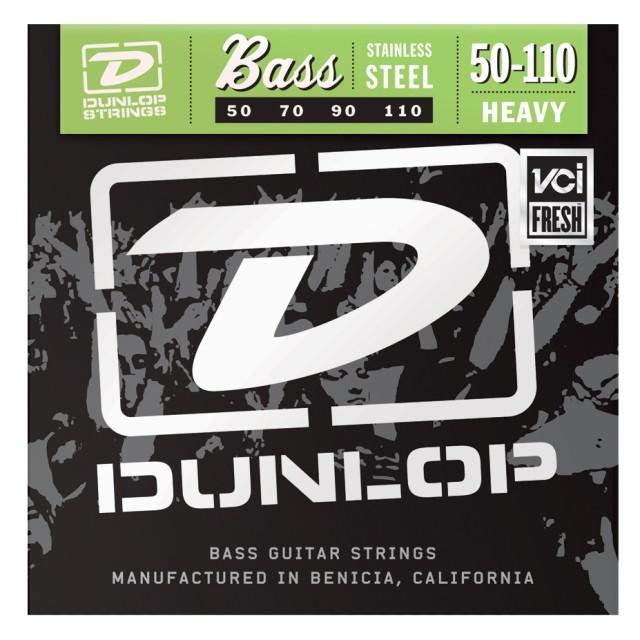 DUNLOP
STRINGS
Bass
STAINLESS
STEEL
50 70 90 110
50-110
HEAVY
VCi
FRESH
DUNLOP
BASS GUITAR STRINGS
MANUFACTURED IN BENICIA, CALIFORNIA